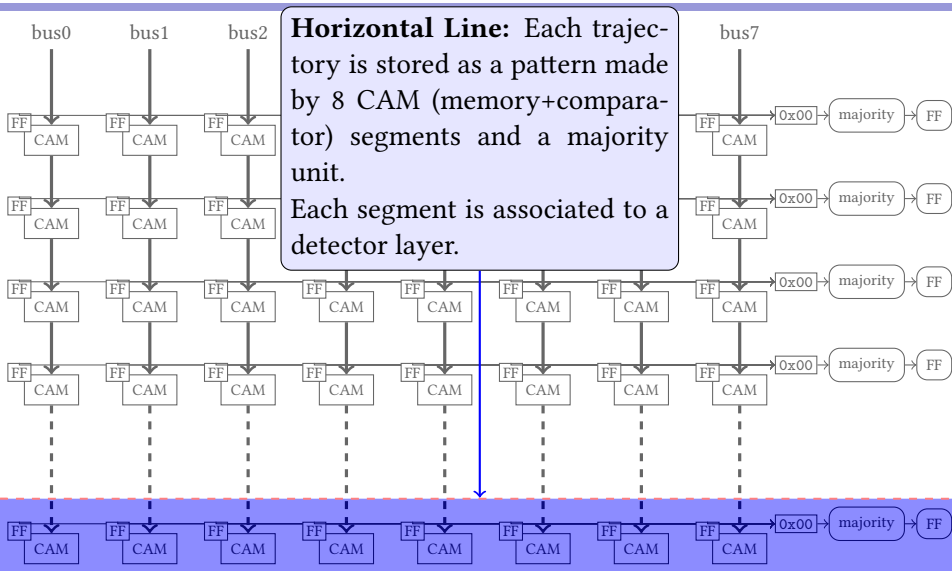 bus0 bus1 bus2 bus7
Horizontal Line: Each trajec-
tory is stored as a pattern made
by 8 CAM (memory+compara-
tor) segments and a majority
unit.
Each segment is associated to a
detector layer.
FF FF FF FF 0x00 majority FF
CAM CAM CAM CAM
FF FF FF FF 0x00 majority FF
CAM CAM CAM CAM
FF FF FF FF FF FF FF FF 0x00 majority FF
CAM CAM CAM CAM CAM CAM CAM CAM
FF FF FF FF FF FF FF FF 0x00 majority FF
CAM CAM CAM CAM CAM CAM CAM CAM
FF FF FF FF FF FF FF FF 0x00 majority FF
CAM CAM CAM CAM CAM CAM CAM CAM